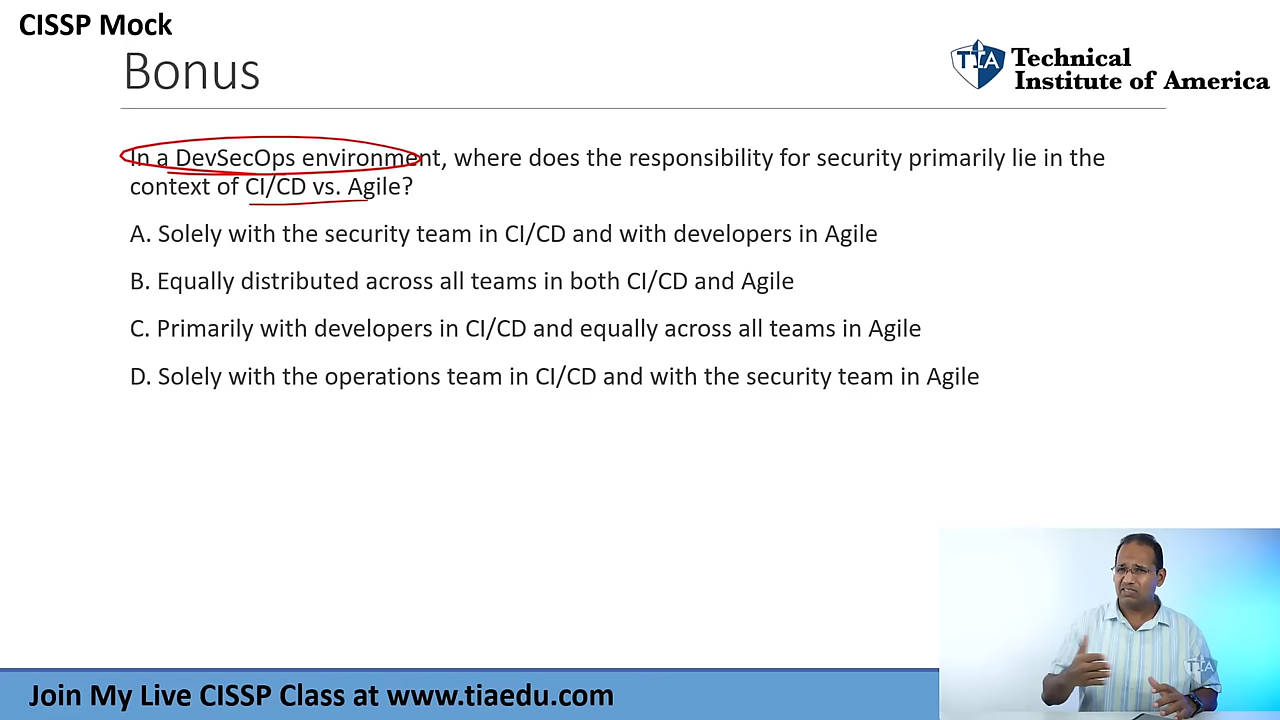 CISSP Mock
Bonus
TIA
Technical
Institute of America
In a DevSecOps environment, where does the responsibility for security primarily lie in the
context of CI/CD vs. Agile?
A. Solely with the security team in CI/CD and with developers in Agile
B. Equally distributed across all teams in both CI/CD and Agile
C. Primarily with developers in CI/CD and equally across all teams in Agile
D. Solely with the operations team in CI/CD and with the security team in Agile
TIA
Join My Live CISSP Class at www.tiaedu.com